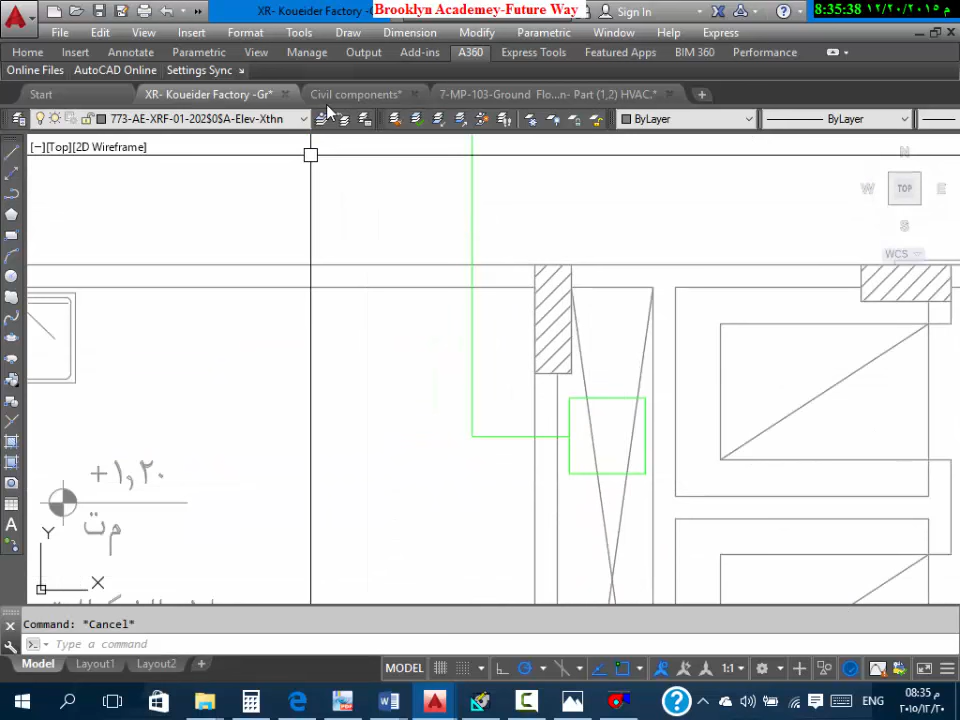 XR- Koueider Factory -G
Brooklyn Academey-Future Way
Sign In
8:35:38 م ١٢/٢٠/٢٠١٥
File Edit View Insert Format Tools Draw Dimension Modify Parametric Window Help Express
Home Insert Annotate Parametric View Manage Output Add-ins A360 Express Tools Featured Apps BIM 360 Performance
Online Files AutoCAD Online Settings Sync
Start XR- Koueider Factory -Gr* Civil components* 7-MP-103-Ground Flo...n- Part (1,2) HVAC.*
773-AE-XRF-01-202$0$A-Elev-Xthn ByLayer ByLayer
[−][Top][2D Wireframe]
N
W TOP E
S
WCS
+١,٢٠
مت
Y
X
Command: *Cancel*
Type a command
Model Layout1 Layout2 MODEL 1:1
ENG
م 08:35
٢٠١٥/١٢/٢٠